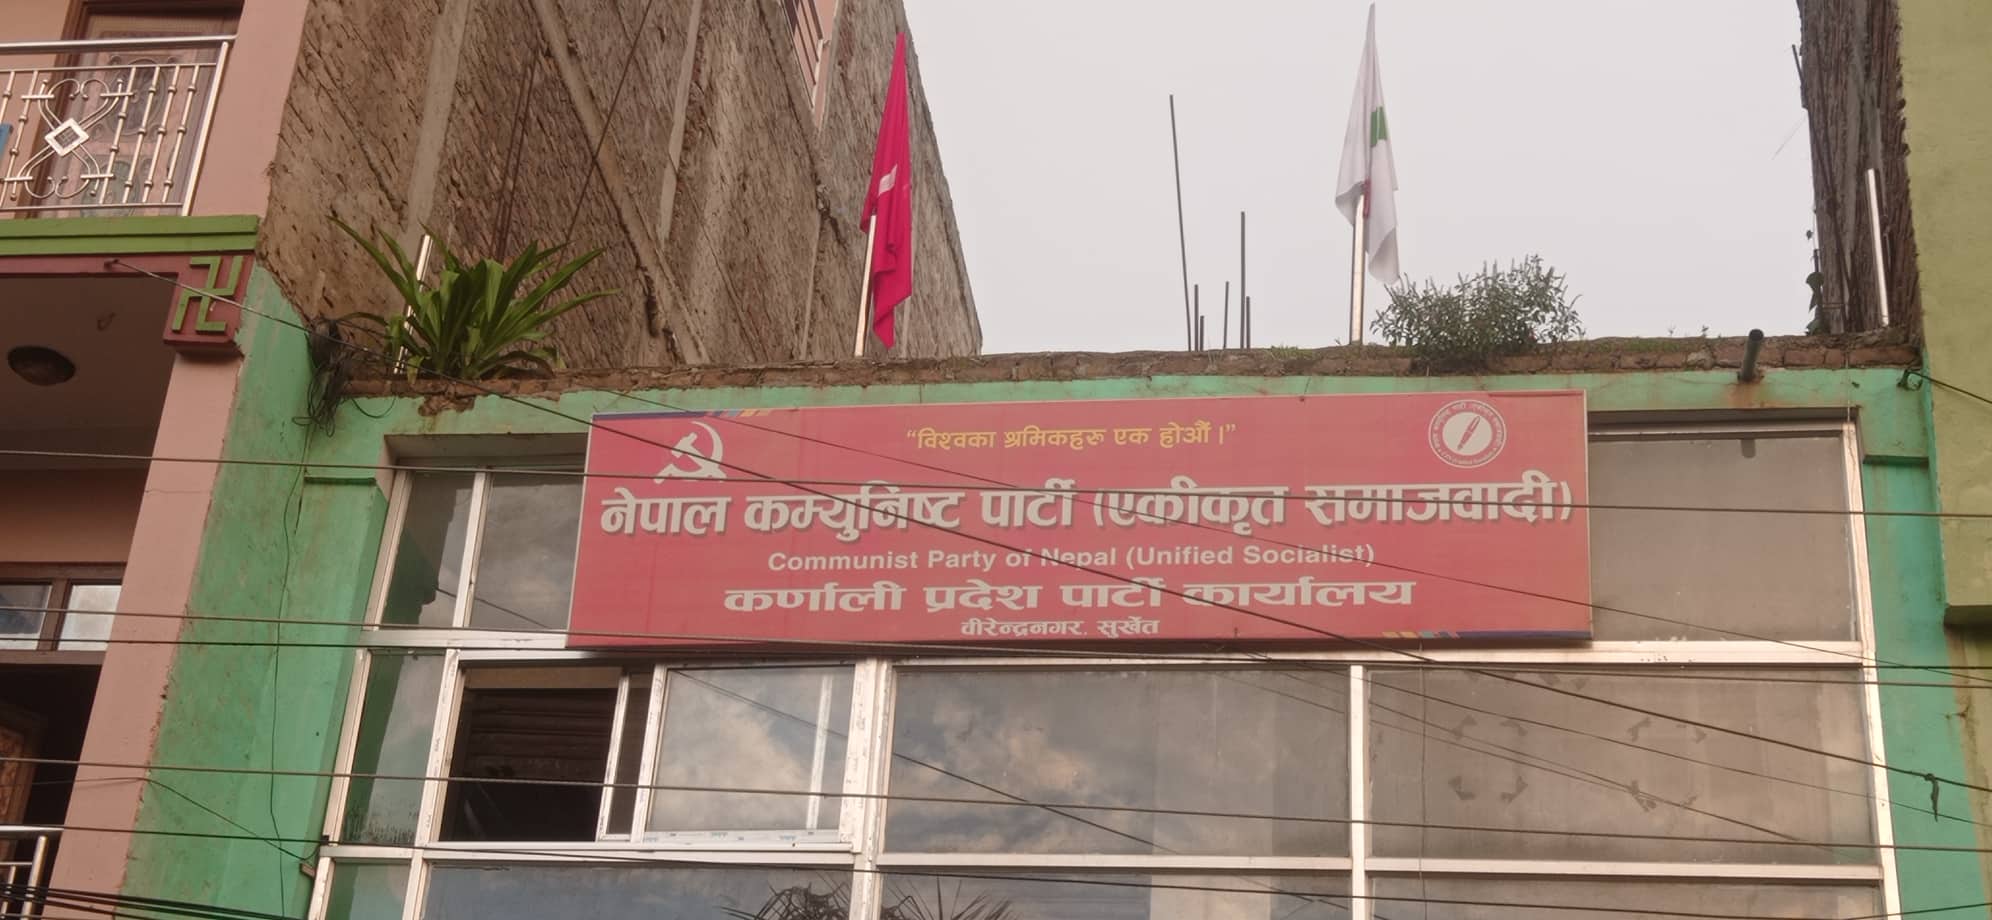 “विश्वका श्रमिकहरू एक होऔं ।”
नेपाल कम्युनिष्ट पार्टी (एकीकृत समाजवादी)
Communist Party of Nepal (Unified Socialist)
कर्णाली प्रदेश पार्टी कार्यालय
वीरेन्द्रनगर, सुर्खेत